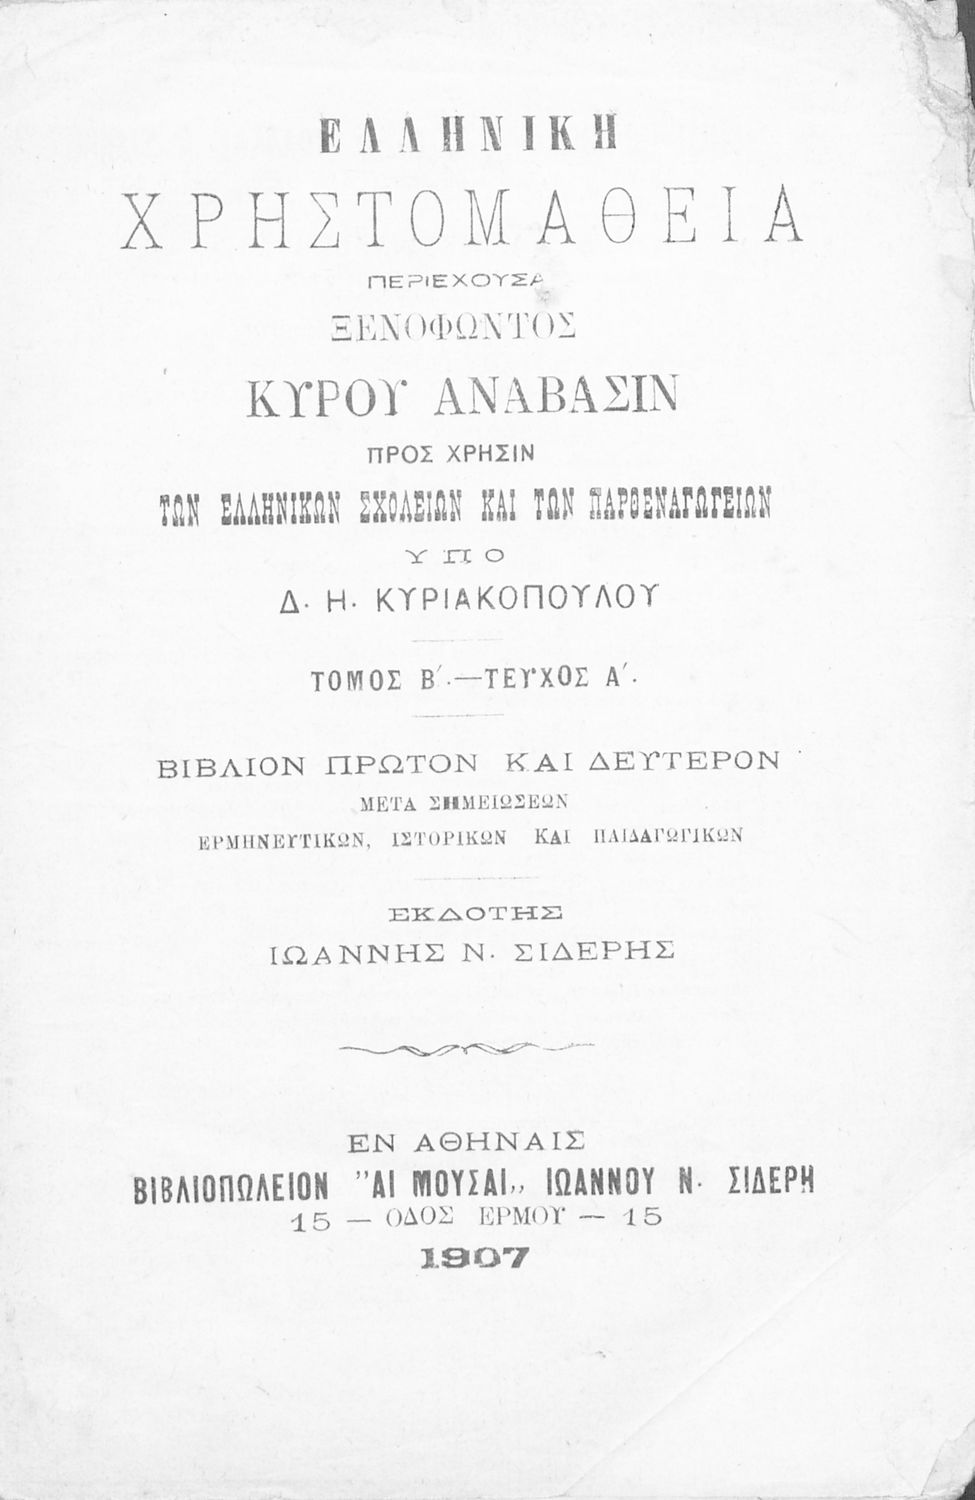 ΕΛΛΗΝΙΚΗ
ΧΡΗΣΤΟΜΑΘΕΙΑ
ΠΕΡΙΕΧΟΥΣΑ
ΞΕΝΟΦΩΝΤΟΣ
ΚΥΡΟΥ ΑΝΑΒΑΣΙΝ
ΠΡΟΣ ΧΡΗΣΙΝ
ΤΩΝ ΕΛΛΗΝΙΚΩΝ ΣΧΟΛΕΙΩΝ ΚΑΙ ΤΩΝ ΠΑΡΘΕΝΑΓΩΓΕΙΩΝ
ΥΠΟ
Δ. Η. ΚΥΡΙΑΚΟΠΟΥΛΟΥ
ΤΟΜΟΣ Β΄.—ΤΕΥΧΟΣ Α΄.
ΒΙΒΛΙΟΝ ΠΡΩΤΟΝ ΚΑΙ ΔΕΥΤΕΡΟΝ
ΜΕΤΑ ΣΗΜΕΙΩΣΕΩΝ
ΕΡΜΗΝΕΥΤΙΚΩΝ, ΙΣΤΟΡΙΚΩΝ ΚΑΙ ΠΑΙΔΑΓΩΓΙΚΩΝ
ΕΚΔΟΤΗΣ
ΙΩΑΝΝΗΣ Ν. ΣΙΔΕΡΗΣ
ΕΝ ΑΘΗΝΑΙΣ
ΒΙΒΛΙΟΠΩΛΕΙΟΝ ”ΑΙ ΜΟΥΣΑΙ„ ΙΩΑΝΝΟΥ Ν. ΣΙΔΕΡΗ
15 — ΟΔΟΣ ΕΡΜΟΥ — 15
1907